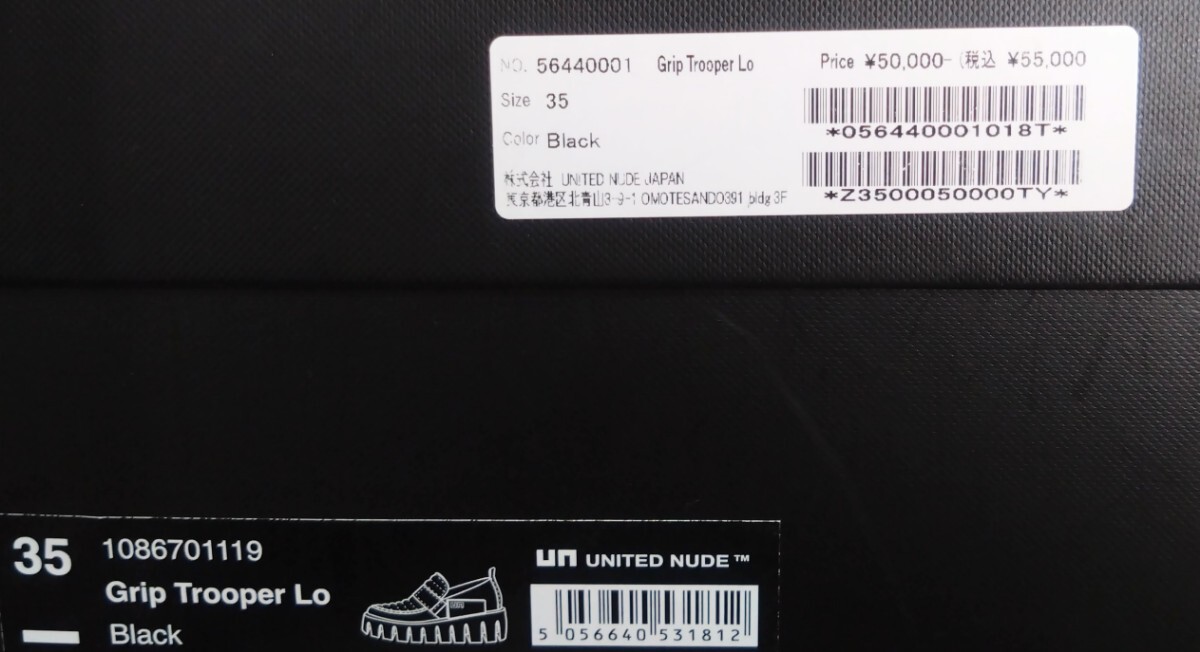 NO. 56440001 Grip Trooper Lo Price ¥50,000- (税込 ¥55,000
Size 35
*056440001018T*
Color Black
*Z3500050000TY*
株式会社 UNITED NUDE JAPAN
東京都港区北青山3-9-1 OMOTESANDO391 bldg 3F
35 1086701119
UN UNITED NUDE™
Grip Trooper Lo
Black
5 056640 531812